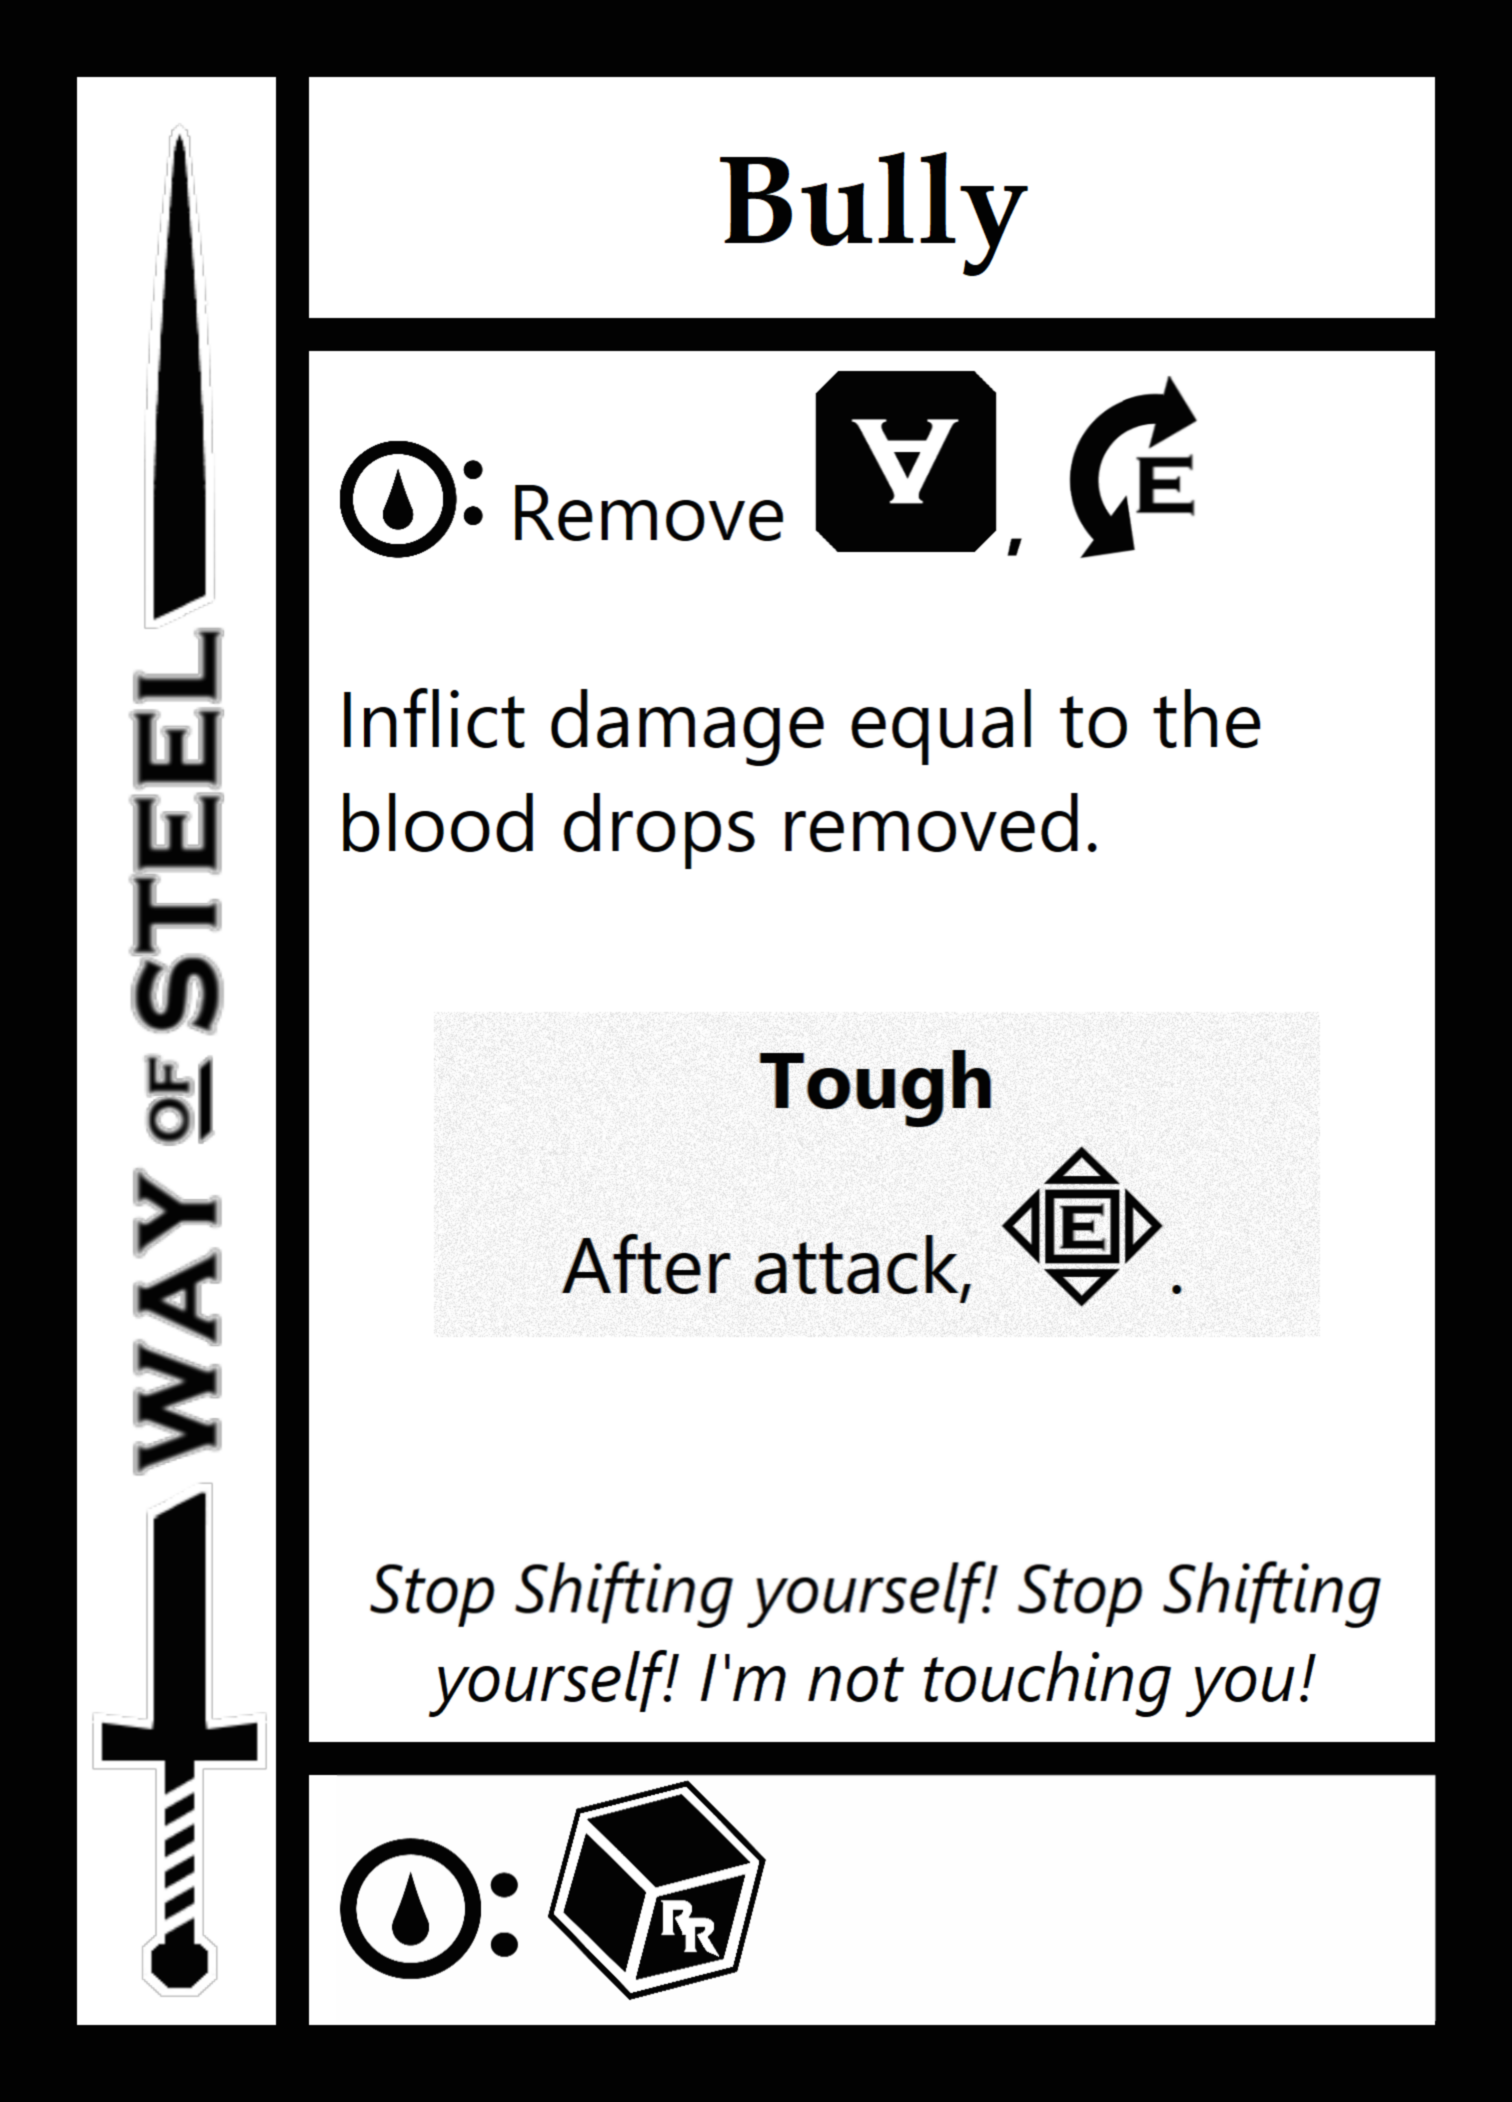 WAY OF STEEL
Bully
: Remove ∀, E
Inflict damage equal to the
blood drops removed.
Tough
After attack, E .
Stop Shifting yourself! Stop Shifting
yourself! I'm not touching you!
: RR